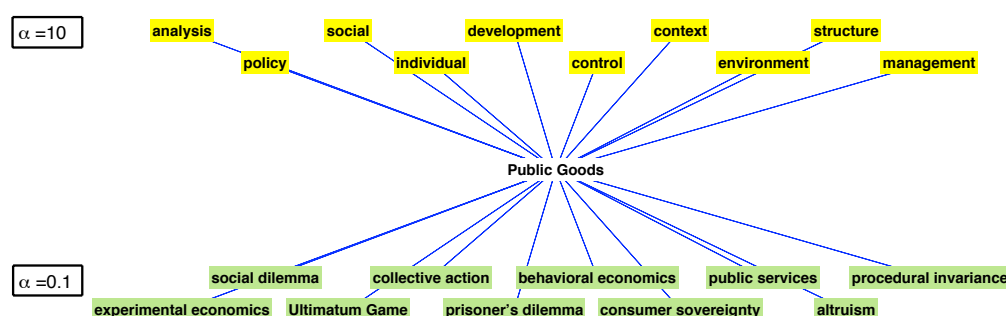 α =10
analysis social development context structure
policy individual control environment management
Public Goods
α =0.1
social dilemma collective action behavioral economics public services procedural invariance
experimental economics Ultimatum Game prisoner's dilemma consumer sovereignty altruism